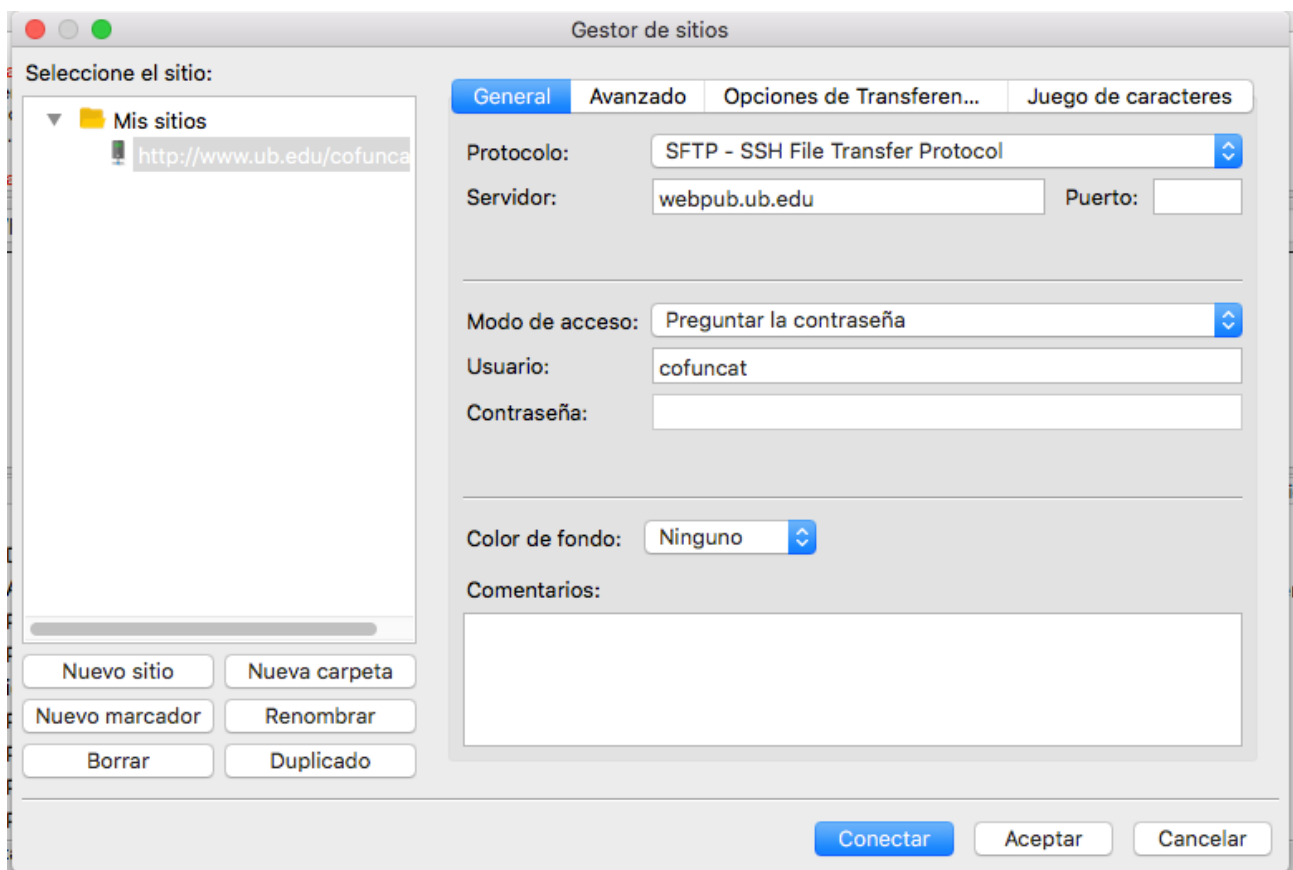 Gestor de sitios
Seleccione el sitio:
Mis sitios
http://www.ub.edu/cofunca
General Avanzado Opciones de Transferen... Juego de caracteres
Protocolo: SFTP - SSH File Transfer Protocol
Servidor: webpub.ub.edu Puerto:
Modo de acceso: Preguntar la contraseña
Usuario: cofuncat
Contraseña:
Color de fondo: Ninguno
Comentarios:
Nuevo sitio Nueva carpeta
Nuevo marcador Renombrar
Borrar Duplicado
Conectar Aceptar Cancelar